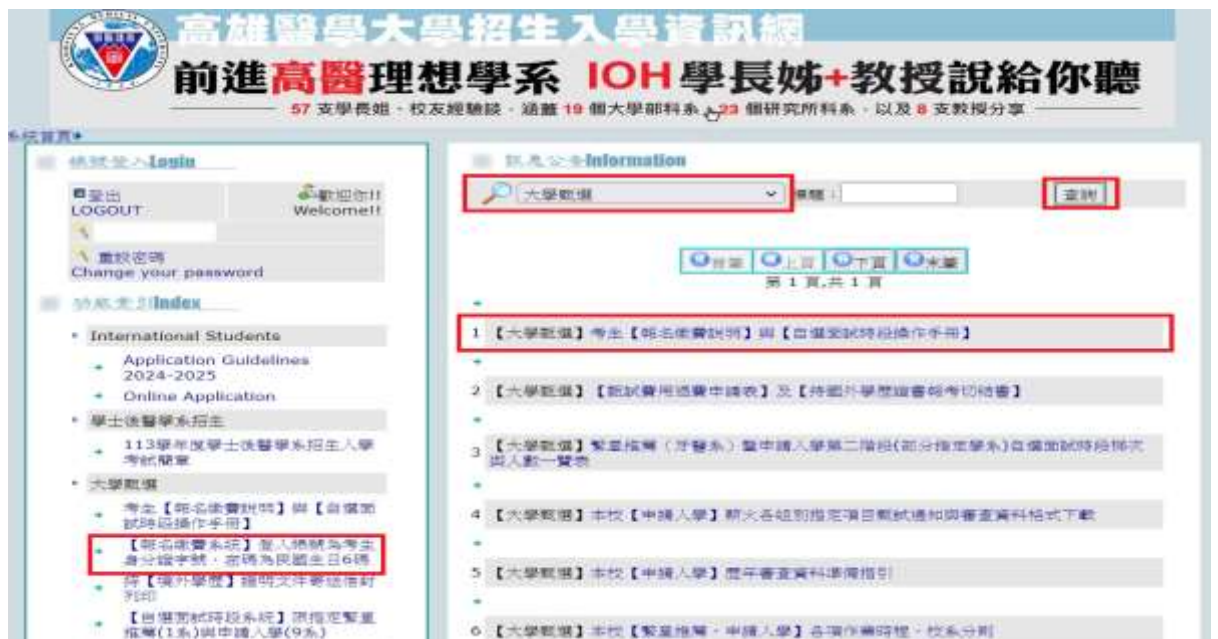 高雄醫學大學招生入學資訊網
前進高醫理想學系 IOH 學長姊+教授說給你聽
57 支學長姐、校友經驗談，涵蓋 19 個大學部科系、23 個研究所科系，以及 8 支教授分享
系統首頁
帳號登入Login
登出
LOGOUT
歡迎你!!
Welcome!!
重設密碼
Change your password
功能索引Index
International Students
Application Guidelines
2024-2025
Online Application
學士後醫學系招生
113學年度學士後醫學系招生入學
考試簡章
大學甄選
考生【報名繳費說明】與【自選面
試時段操作手冊】
【報名繳費系統】登入帳號為考生
身分證字號，密碼為民國生日6碼
持【境外學歷】證明文件寄送信封
列印
【自選面試時段系統】限指定繁星
推薦(1系)與申請入學(9系)
訊息公告Information
大學甄選
標題：
查詢
首筆 上頁 下頁 末筆
第 1 頁,共 1 頁
1 【大學甄選】考生【報名繳費說明】與【自選面試時段操作手冊】
2 【大學甄選】【甄試費用退費申請表】及【持國外學歷證書報考切結書】
3 【大學甄選】繁星推薦（牙醫系）暨申請入學第二階段(部分指定學系)自選面試時段梯次
與人數一覽表
4 【大學甄選】本校【申請入學】薪火各組別指定項目甄試通知與審查資料格式下載
5 【大學甄選】本校【申請入學】歷年審查資料準備指引
6 【大學甄選】本校【繁星推薦、申請入學】各項作業時程、校系分則